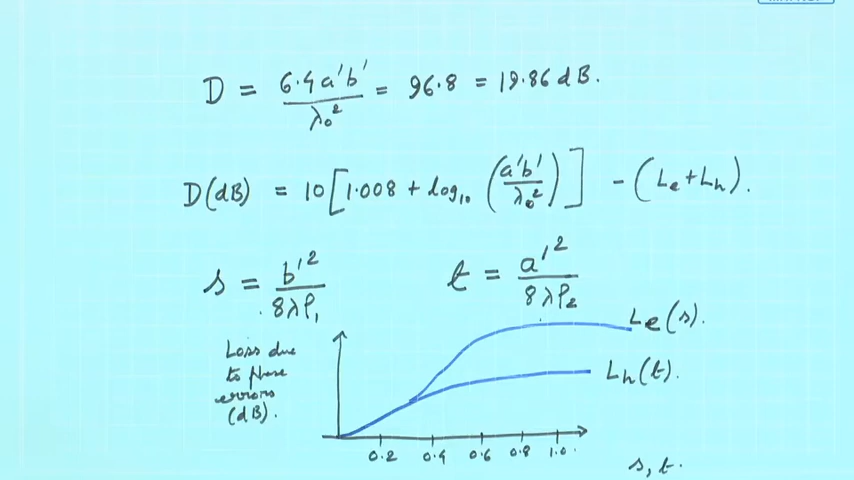 D = 6.4a'b' / λ₀² = 96.8 = 19.86 dB.
D(dB) = 10[1.008 + log₁₀ (a'b' / λ₀²)] - (Le + Lh).
s = b'² / 8λρ₁    t = a'² / 8λρ₂
Le(s).
Loss due
to phase
errors
(dB).
Lh(t).
0.2 0.4 0.6 0.8 1.0
s, t.